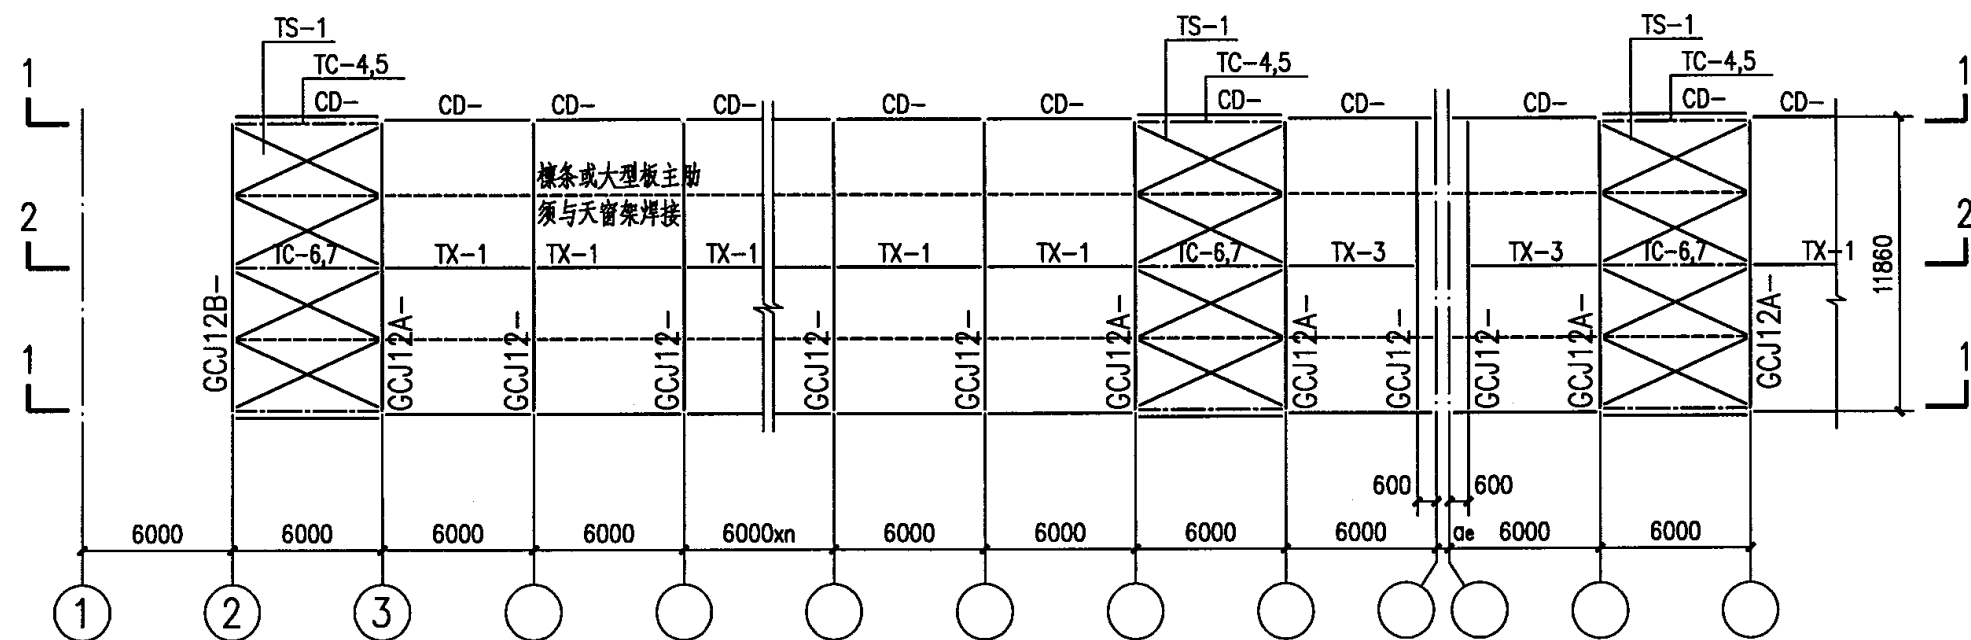 TS-1 TS-1 TS-1
TC-4,5 TC-4,5 TC-4,5
1 1
CD- CD- CD- CD- CD- CD- CD- CD- CD- CD- CD-
檩条或大型板主肋
须与天窗架焊接
2 2
TC-6,7 TX-1 TX-1 TX-1 TX-1 TX-1 TC-6,7 TX-3 TX-3 TC-6,7 TX-1
11860
GCJ12B- GCJ12A- GCJ12- GCJ12- GCJ12- GCJ12- GCJ12A- GCJ12A- GCJ12- GCJ12- GCJ12A- GCJ12A-
1 1
600 600
6000 6000 6000 6000 6000xn 6000 6000 6000 6000 ae 6000 6000
1 2 3